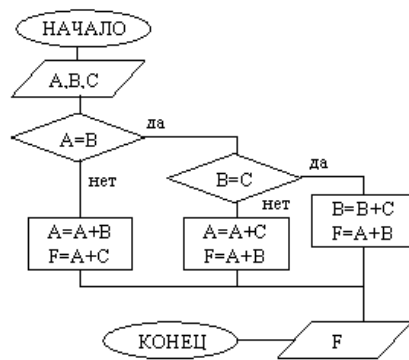 НАЧАЛО
A,B,C
A=B
да
нет
B=C
да
нет
A=A+B
F=A+C
A=A+C
F=A+B
B=B+C
F=A+B
КОНЕЦ
F